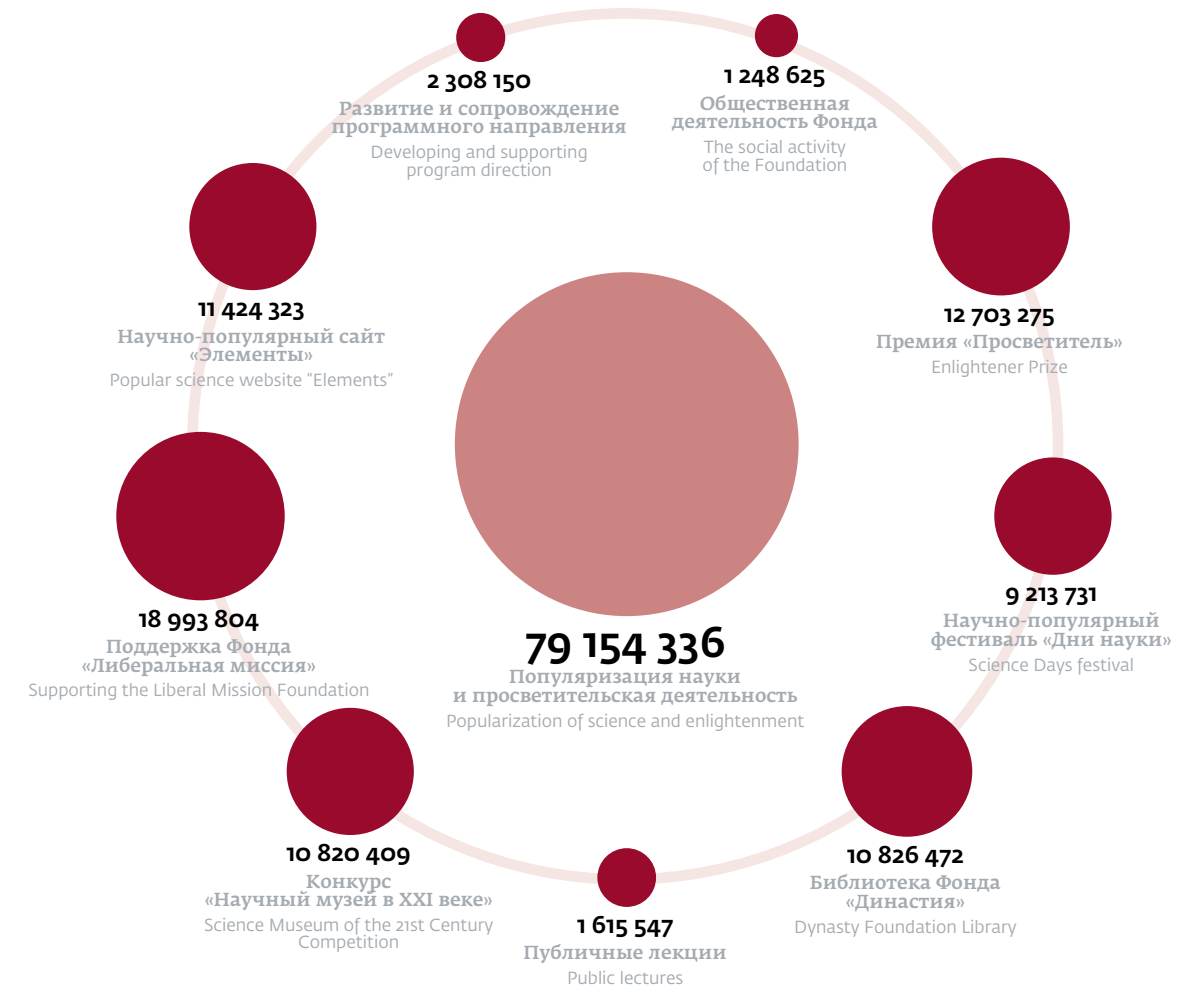 2 308 150
Развитие и сопровождение
программного направления
Developing and supporting
program direction
1 248 625
Общественная
деятельность Фонда
The social activity
of the Foundation
11 424 323
Научно-популярный сайт
«Элементы»
Popular science website "Elements"
12 703 275
Премия «Просветитель»
Enlightener Prize
18 993 804
Поддержка Фонда
«Либеральная миссия»
Supporting the Liberal Mission Foundation
79 154 336
Популяризация науки
и просветительская деятельность
Popularization of science and enlightenment
9 213 731
Научно-популярный
фестиваль «Дни науки»
Science Days festival
10 820 409
Конкурс
«Научный музей в XXI веке»
Science Museum of the 21st Century
Competition
1 615 547
Публичные лекции
Public lectures
10 826 472
Библиотека Фонда
«Династия»
Dynasty Foundation Library